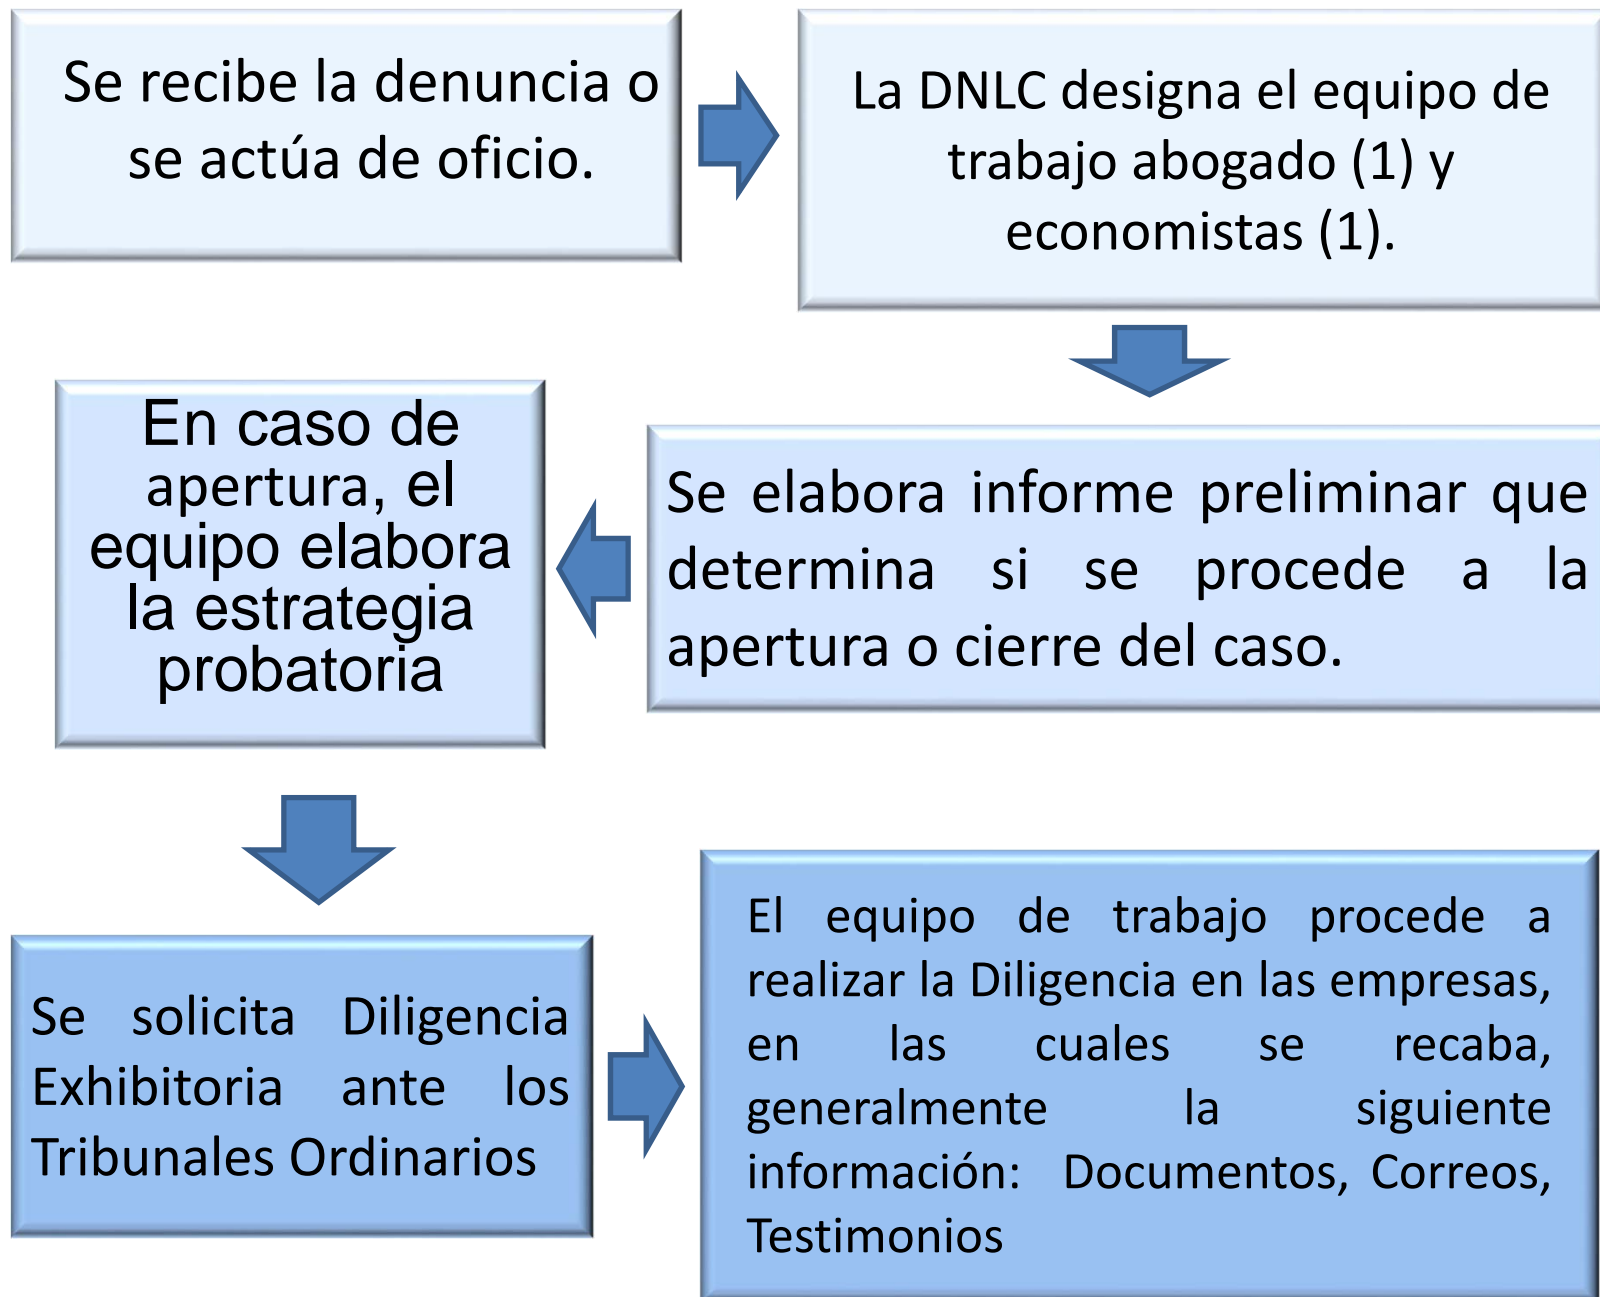 Se recibe la denuncia o
se actúa de oficio.
La DNLC designa el equipo de
trabajo abogado (1) y
economistas (1).
Se elabora informe preliminar que
determina si se procede a la
apertura o cierre del caso.
En caso de
apertura, el
equipo elabora
la estrategia
probatoria
Se solicita Diligencia
Exhibitoria ante los
Tribunales Ordinarios
El equipo de trabajo procede a
realizar la Diligencia en las empresas,
en las cuales se recaba,
generalmente la siguiente
información: Documentos, Correos,
Testimonios